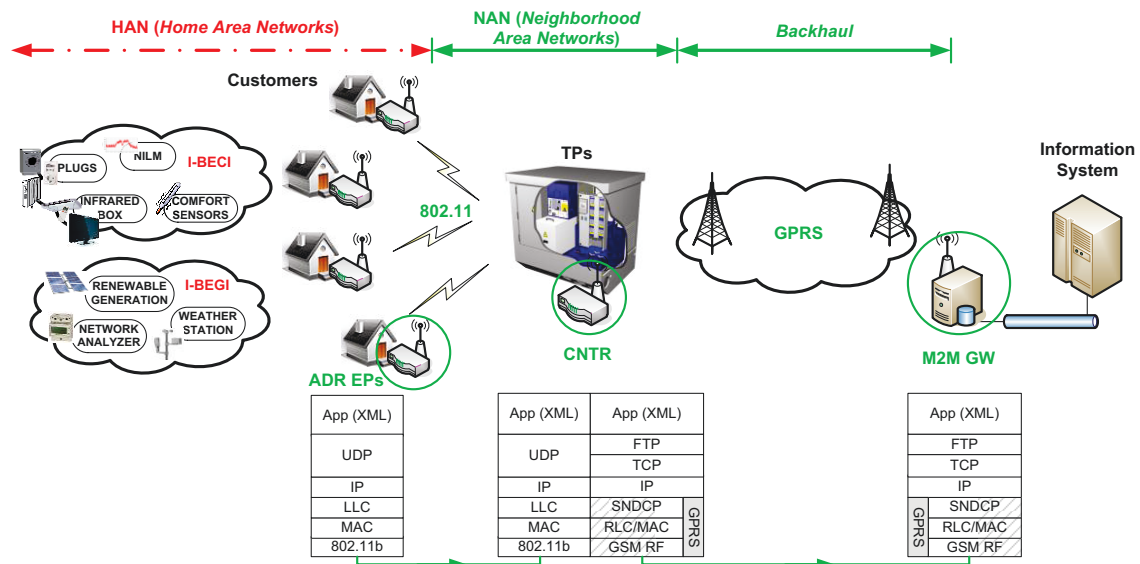 HAN (Home Area Networks)
NAN (Neighborhood
Area Networks)
Backhaul
Customers
PLUGS
NILM
I-BECI
INFRARED
BOX
COMFORT
SENSORS
RENEWABLE
GENERATION
I-BEGI
NETWORK
ANALYZER
WEATHER
STATION
802.11
TPs
GPRS
Information
System
ADR EPs
CNTR
M2M GW
App (XML)
UDP
IP
LLC
MAC
802.11b
App (XML)
UDP
IP
LLC
MAC
802.11b
App (XML)
FTP
TCP
IP
SNDCP
RLC/MAC
GSM RF
GPRS
App (XML)
FTP
TCP
IP
GPRS
SNDCP
RLC/MAC
GSM RF